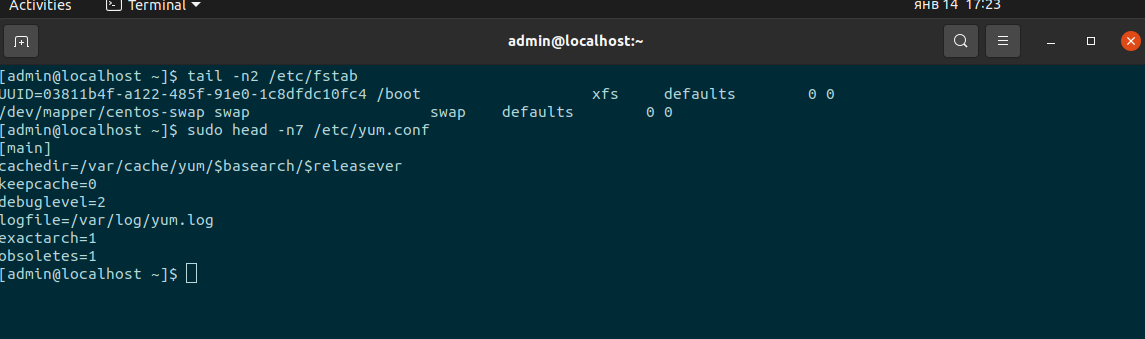 Activities Terminal янв 14 17:23
admin@localhost:~
[admin@localhost ~]$ tail -n2 /etc/fstab
UUID=03811b4f-a122-485f-91e0-1c8dfdc10fc4 /boot xfs defaults 0 0
/dev/mapper/centos-swap swap swap defaults 0 0
[admin@localhost ~]$ sudo head -n7 /etc/yum.conf
[main]
cachedir=/var/cache/yum/$basearch/$releasever
keepcache=0
debuglevel=2
logfile=/var/log/yum.log
exactarch=1
obsoletes=1
[admin@localhost ~]$